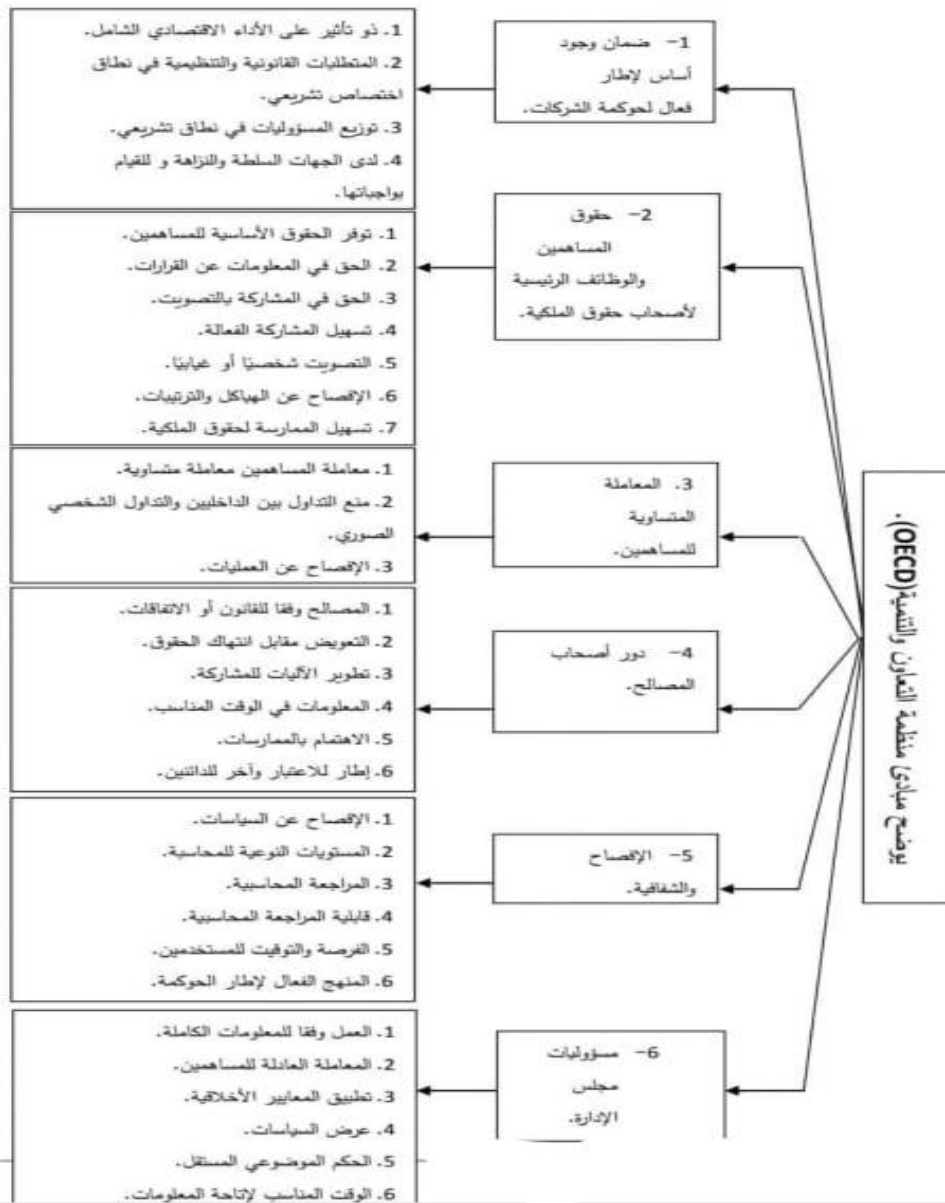 يوضح مبادئ منظمة التعاون والتنمية(OECD).
1- ضمان وجود
أساس لإطار
فعال لحوكمة الشركات.
1. ذو تأثير على الأداء الاقتصادي الشامل.
2. المتطلبات القانونية والتنظيمية في نطاق
اختصاص تشريعي.
3. توزيع المسؤوليات في نطاق تشريعي.
4. لدى الجهات السلطة والنزاهة و للقيام
بواجباتها.
2- حقوق
المساهمين
والوظائف الرئيسية
لأصحاب حقوق الملكية.
1. توفر الحقوق الأساسية للمساهمين.
2. الحق في المعلومات عن القرارات.
3. الحق في المشاركة بالتصويت.
4. تسهيل المشاركة الفعالة.
5. التصويت شخصيًا أو غيابيًا.
6. الإفصاح عن الهياكل والترتيبات.
7. تسهيل الممارسة لحقوق الملكية.
3. المعاملة
المتساوية
للمساهمين.
1. معاملة المساهمين معاملة متساوية.
2. منع التداول بين الداخليين والتداول الشخصي
الصوري.
3. الإفصاح عن العمليات.
4- دور أصحاب
المصالح.
1. المصالح وفقا للقانون أو الاتفاقات.
2. التعويض مقابل انتهاك الحقوق.
3. تطوير الآليات للمشاركة.
4. المعلومات في الوقت المناسب.
5. الاهتمام بالممارسات.
6. إطار للاعتبار وآخر للدائنين.
5- الإفصاح
والشفافية.
1. الإفصاح عن السياسات.
2. المستويات النوعية للمحاسبة.
3. المراجعة المحاسبية.
4. قابلية المراجعة المحاسبية.
5. الفرصة والتوقيت للمستخدمين.
6. المنهج الفعال لإطار الحوكمة.
6- مسؤوليات
مجلس
الإدارة.
1. العمل وفقا للمعلومات الكاملة.
2. المعاملة العادلة للمساهمين.
3. تطبيق المعايير الأخلاقية.
4. عرض السياسات.
5. الحكم الموضوعي المستقل.
6. الوقت المناسب لإتاحة المعلومات.